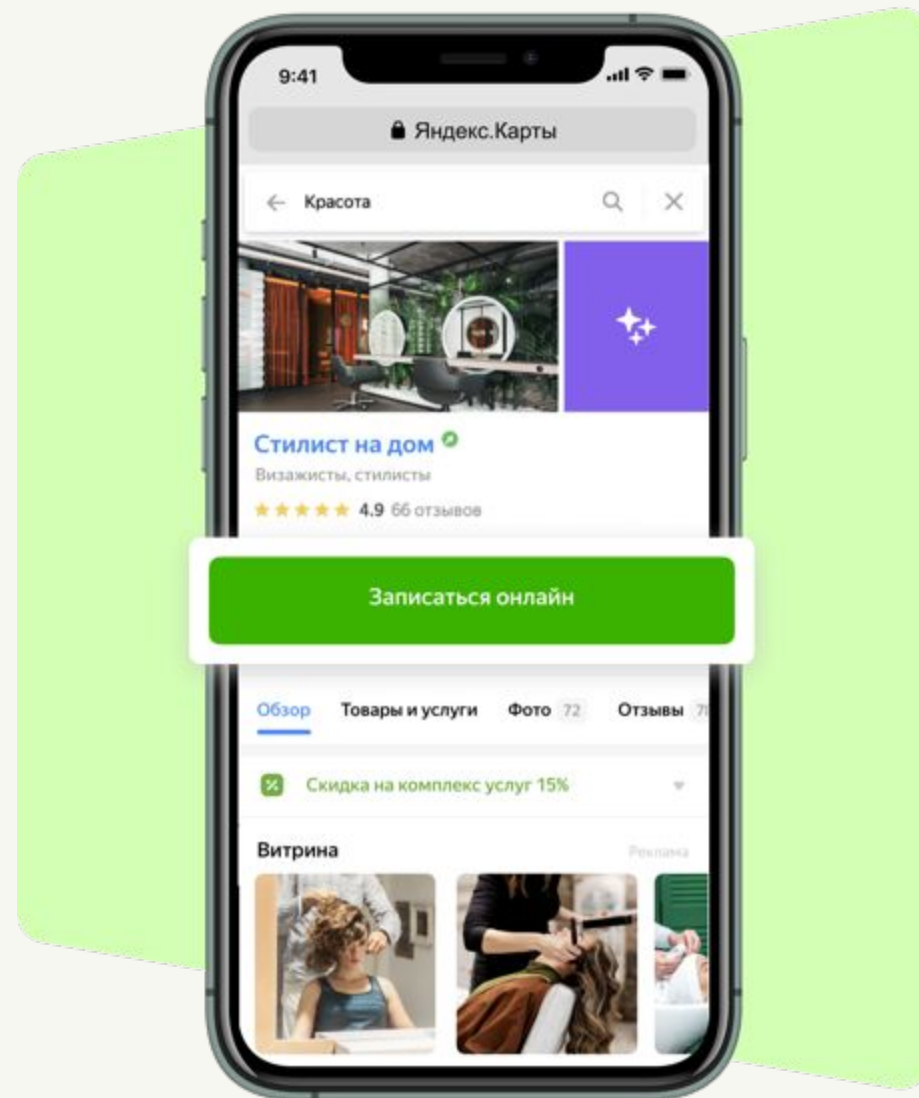 9:41
Яндекс.Карты
Красота
Стилист на дом
Визажисты, стилисты
4.9 66 отзывов
Записаться онлайн
Обзор Товары и услуги Фото 72 Отзывы
Скидка на комплекс услуг 15%
Витрина Реклама